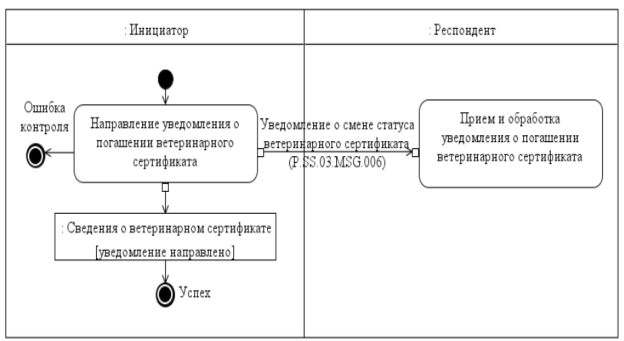 : Инициатор
: Респондент
Ошибка
контроля
Направление уведомления о
погашении ветеринарного
сертификата
Уведомление о смене статуса
ветеринарного сертификата
(P.SS.03.MSG.006)
Прием и обработка
уведомления о погашении
ветеринарного сертификата
: Сведения о ветеринарном сертификате
[уведомление направлено]
Успех